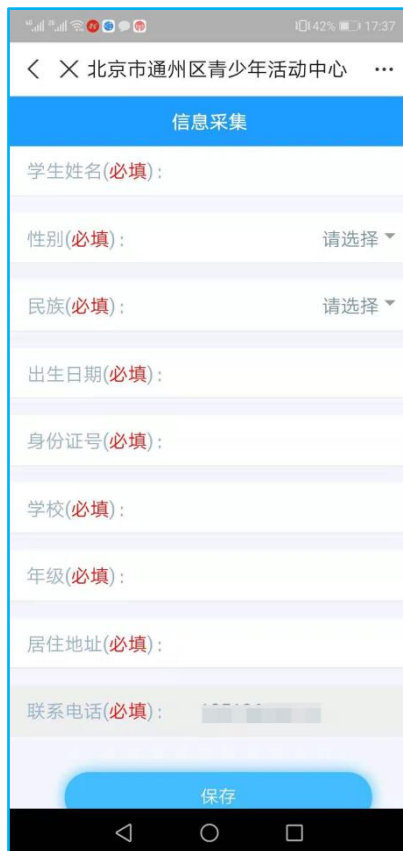 42% 17:37
北京市通州区青少年活动中心 ···
信息采集
学生姓名(必填):
性别(必填): 请选择
民族(必填): 请选择
出生日期(必填):
身份证号(必填):
学校(必填):
年级(必填):
居住地址(必填):
联系电话(必填):
保存